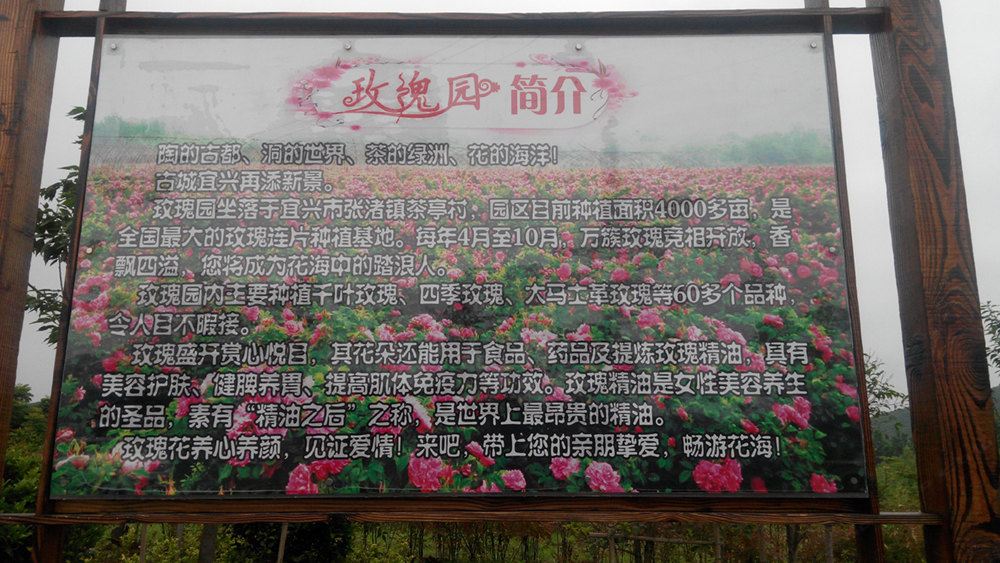 玫瑰园简介
陶的古都、洞的世界、茶的绿洲、花的海洋！
古城宜兴再添新景。
玫瑰园坐落于宜兴市张渚镇茶亭村，园区目前种植面积4000多亩，是
全国最大的玫瑰连片种植基地。每年4月至10月，万族玫瑰竞相开放，香
飘四溢，您将成为花海中的踏浪人。
玫瑰园内主要种植千叶玫瑰、四季玫瑰、大马士革玫瑰等60多个品种，
令人目不暇接。
玫瑰盛开赏心悦目，其花朵还能用于食品、药品及提炼玫瑰精油，具有
美容护肤、健脾养胃、提高肌体免疫力等功效。玫瑰精油是女性美容养生
的圣品，素有“精油之后”之称，是世界上最昂贵的精油。
玫瑰花养心养颜，见证爱情！来吧，带上您的亲朋挚爱，畅游花海！